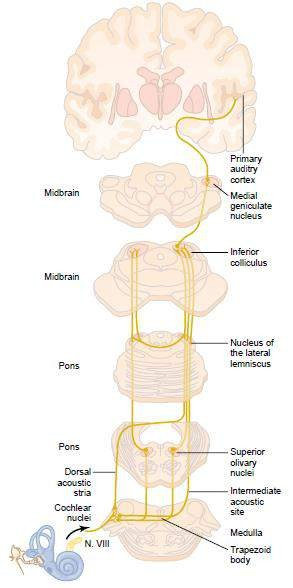 Primary
auditry
cortex
Midbrain
Medial
geniculate
nucleus
Inferior
colliculus
Midbrain
Nucleus of
the lateral
lemniscus
Pons
Pons
Superior
olivary
nuclei
Dorsal
acoustic
stria
Intermediate
acoustic
site
Cochlear
nuclei
Medulla
N. VIII
Trapezoid
body